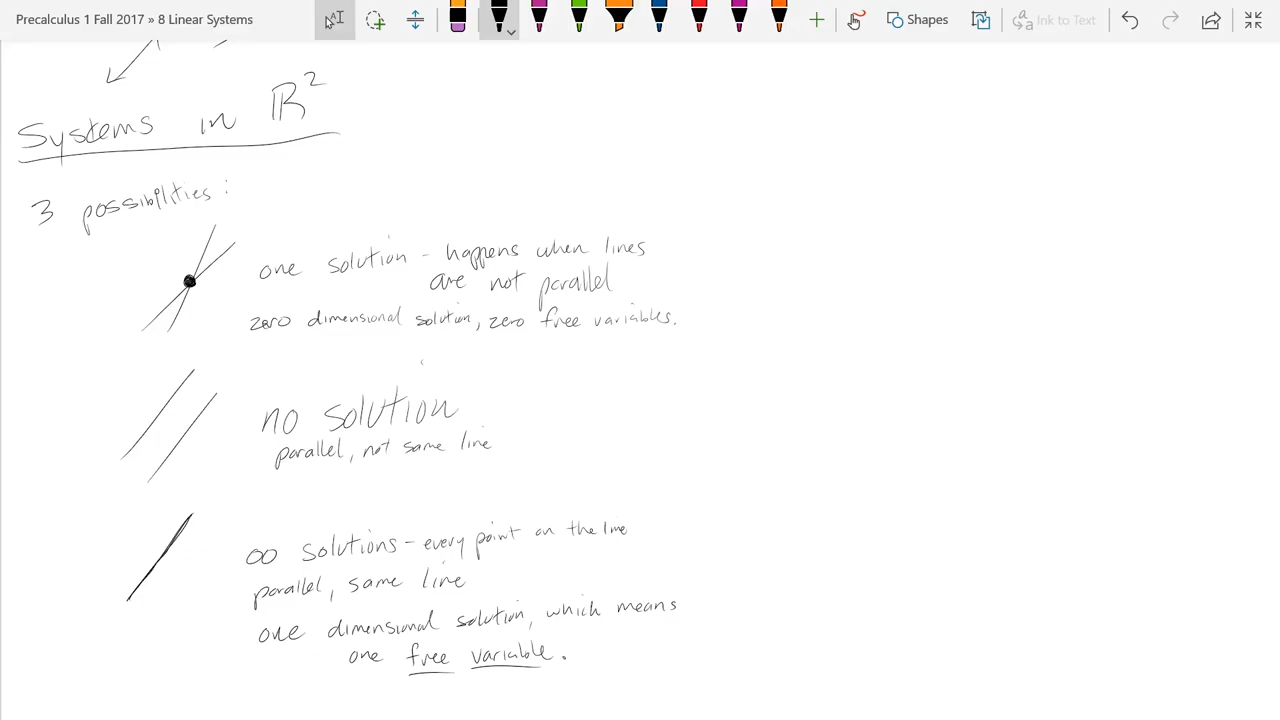 Precalculus 1 Fall 2017 » 8 Linear Systems
Shapes
Ink to Text
Systems in ℝ²
3 possibilities:
one solution - happens when lines
are not parallel
zero dimensional solution, zero free variables.
no solution
parallel, not same line
∞ solutions - every point on the line
parallel, same line
one dimensional solution, which means
one free variable.